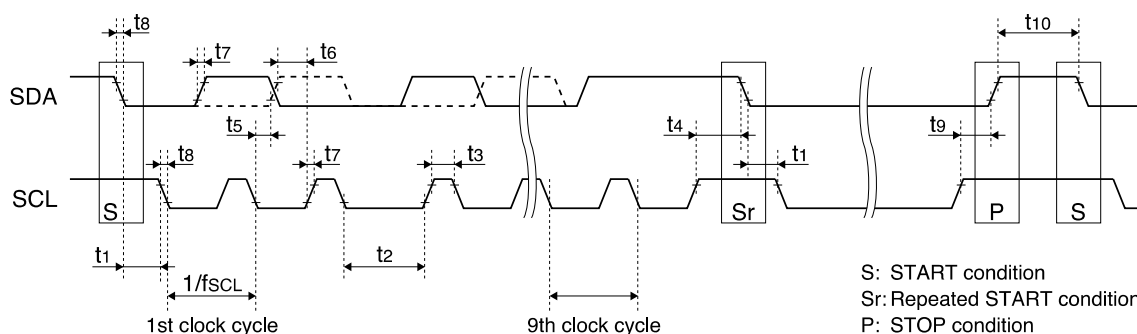 t8 t7 t6 t10
SDA
t5 t4 t9
t8 t7 t3 t1
SCL
S Sr P S
t1 1/fSCL t2
1st clock cycle 9th clock cycle
S: START condition
Sr: Repeated START condition
P: STOP condition